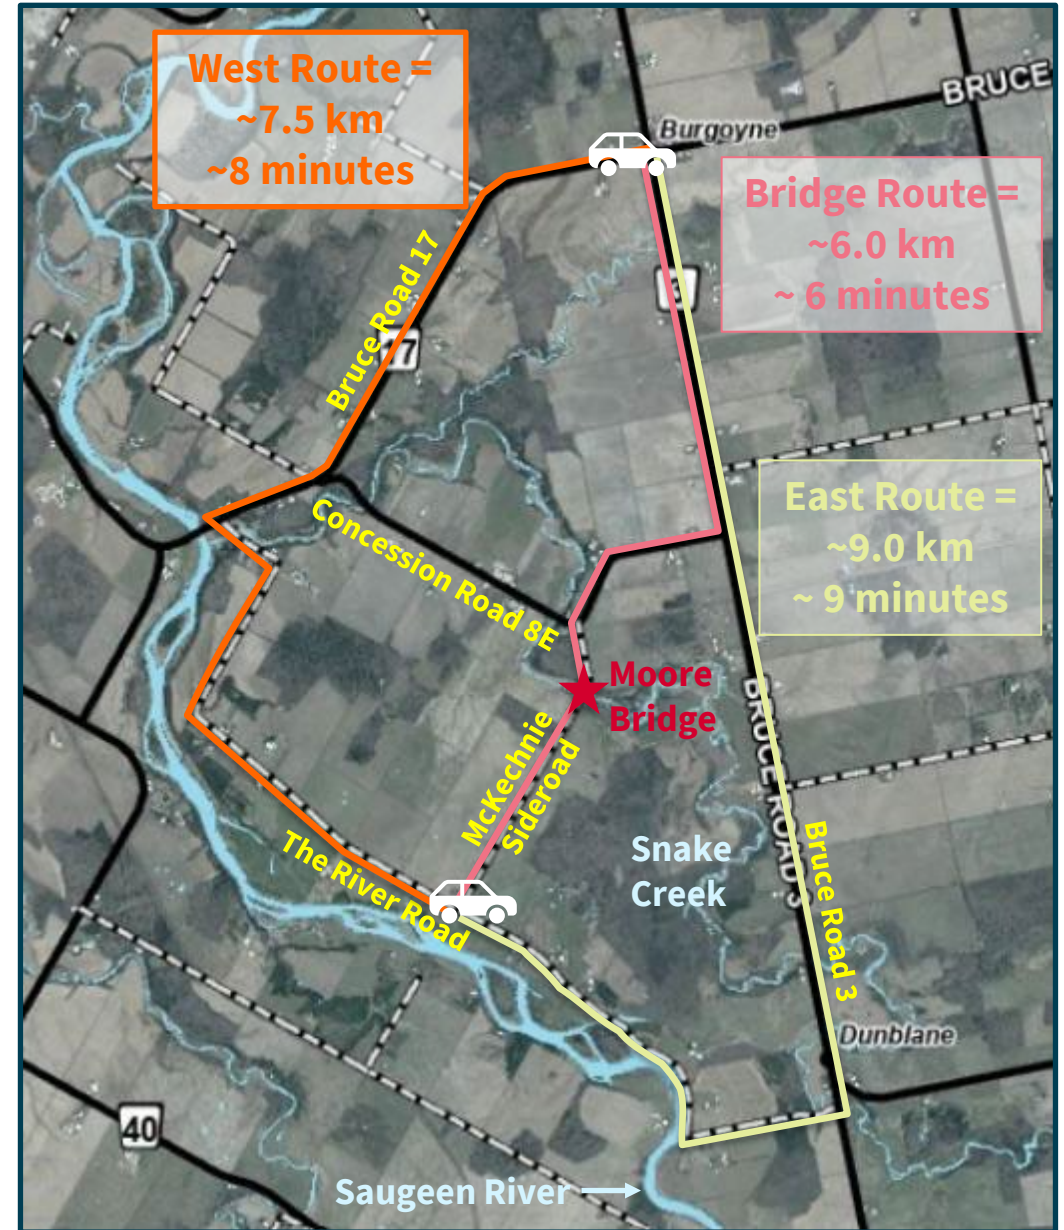 West Route =
~7.5 km
~8 minutes
BRUCE
Burgoyne
Bridge Route =
~6.0 km
~ 6 minutes
3
Bruce Road 17
17
East Route =
~9.0 km
~ 9 minutes
Concession Road 8E
Moore
Bridge
McKechnie
Sideroad
BRUCE ROAD 3
Bruce Road 3
Snake
Creek
The River Road
Dunblane
40
Saugeen River